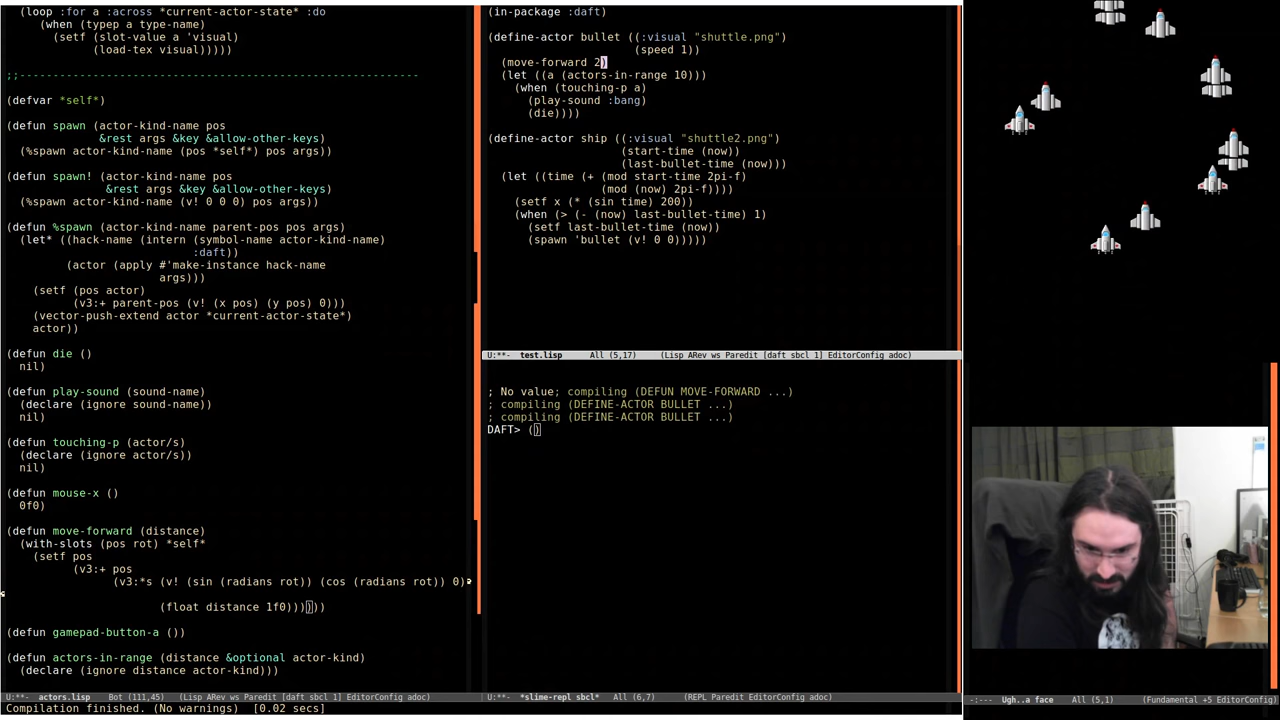 (loop :for a :across *current-actor-state* :do
(when (typep a type-name)
(setf (slot-value a 'visual)
(load-tex visual)))))
;;------------------------------------------------------------
(defvar *self*)
(defun spawn (actor-kind-name pos
&rest args &key &allow-other-keys)
(%spawn actor-kind-name (pos *self*) pos args))
(defun spawn! (actor-kind-name pos
&rest args &key &allow-other-keys)
(%spawn actor-kind-name (v! 0 0 0) pos args))
(defun %spawn (actor-kind-name parent-pos pos args)
(let* ((hack-name (intern (symbol-name actor-kind-name)
:daft))
(actor (apply #'make-instance hack-name
args)))
(setf (pos actor)
(v3:+ parent-pos (v! (x pos) (y pos) 0)))
(vector-push-extend actor *current-actor-state*)
actor))
(defun die ()
nil)
(defun play-sound (sound-name)
(declare (ignore sound-name))
nil)
(defun touching-p (actor/s)
(declare (ignore actor/s))
nil)
(defun mouse-x ()
0f0)
(defun move-forward (distance)
(with-slots (pos rot) *self*
(setf pos
(v3:+ pos
(v3:*s (v! (sin (radians rot)) (cos (radians rot)) 0)
(float distance 1f0))))))
(defun gamepad-button-a ())
(defun actors-in-range (distance &optional actor-kind)
(declare (ignore distance actor-kind)))
U:**-  actors.lisp    Bot (111,45)   (Lisp ARev ws Paredit [daft sbcl 1] EditorConfig adoc)
Compilation finished. (No warnings)  [0.02 secs]
(in-package :daft)
(define-actor bullet ((:visual "shuttle.png")
(speed 1))
(move-forward 2)
(let ((a (actors-in-range 10)))
(when (touching-p a)
(play-sound :bang)
(die))))
(define-actor ship ((:visual "shuttle2.png")
(start-time (now))
(last-bullet-time (now)))
(let ((time (+ (mod start-time 2pi-f)
(mod (now) 2pi-f))))
(setf x (* (sin time) 200))
(when (> (- (now) last-bullet-time) 1)
(setf last-bullet-time (now))
(spawn 'bullet (v! 0 0)))))
U:**-  test.lisp      All (5,17)     (Lisp ARev ws Paredit [daft sbcl 1] EditorConfig adoc)
; No value; compiling (DEFUN MOVE-FORWARD ...)
; compiling (DEFINE-ACTOR BULLET ...)
; compiling (DEFINE-ACTOR BULLET ...)
DAFT> ()
U:**-  *slime-repl sbcl*   All (6,7)      (REPL Paredit EditorConfig adoc)
-:---  Ugh..a face    All (5,1)      (Fundamental +5 EditorConfig